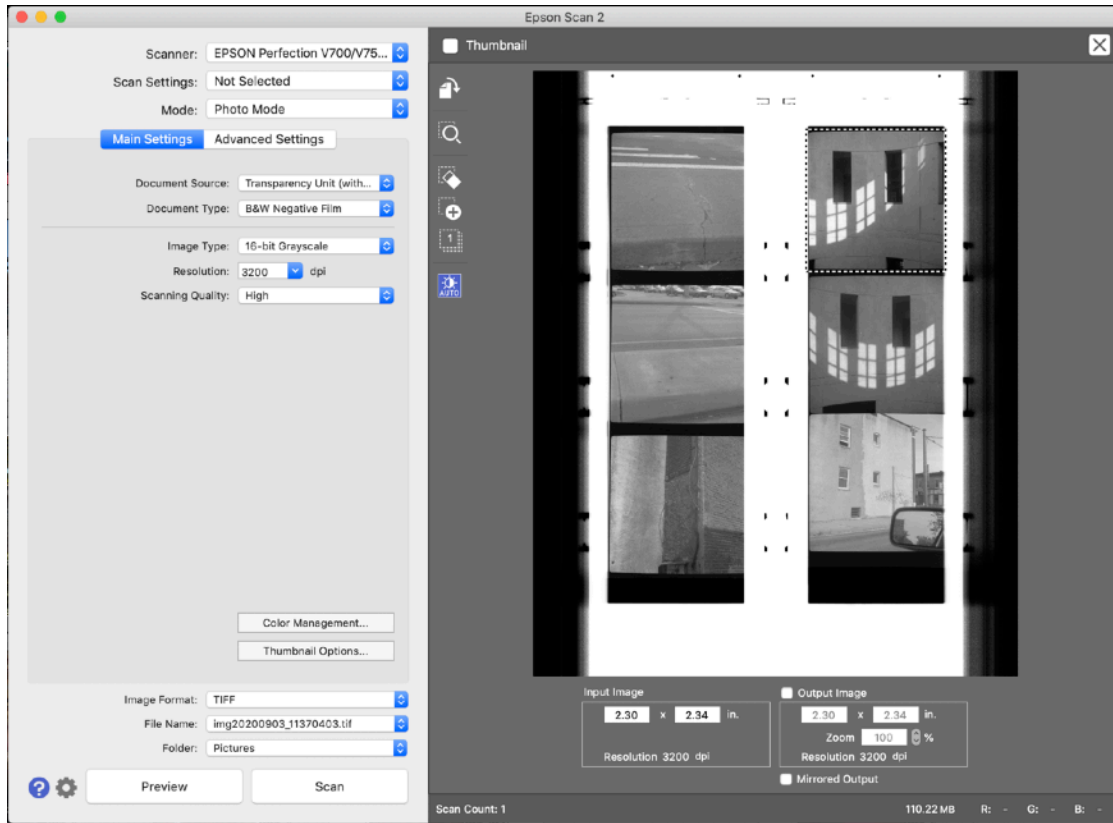 Epson Scan 2
Scanner: EPSON Perfection V700/V75...
Scan Settings: Not Selected
Mode: Photo Mode
Main Settings Advanced Settings
Document Source: Transparency Unit (with...
Document Type: B&W Negative Film
Image Type: 16-bit Grayscale
Resolution: 3200 dpi
Scanning Quality: High
Color Management...
Thumbnail Options...
Image Format: TIFF
File Name: img20200903_11370403.tif
Folder: Pictures
? Preview Scan
Thumbnail
1
AUTO
Input Image
2.30 x 2.34 in.
Resolution 3200 dpi
Output Image
2.30 x 2.34 in.
Zoom 100 %
Resolution 3200 dpi
Mirrored Output
Scan Count: 1 110.22 MB R: - G: - B: -